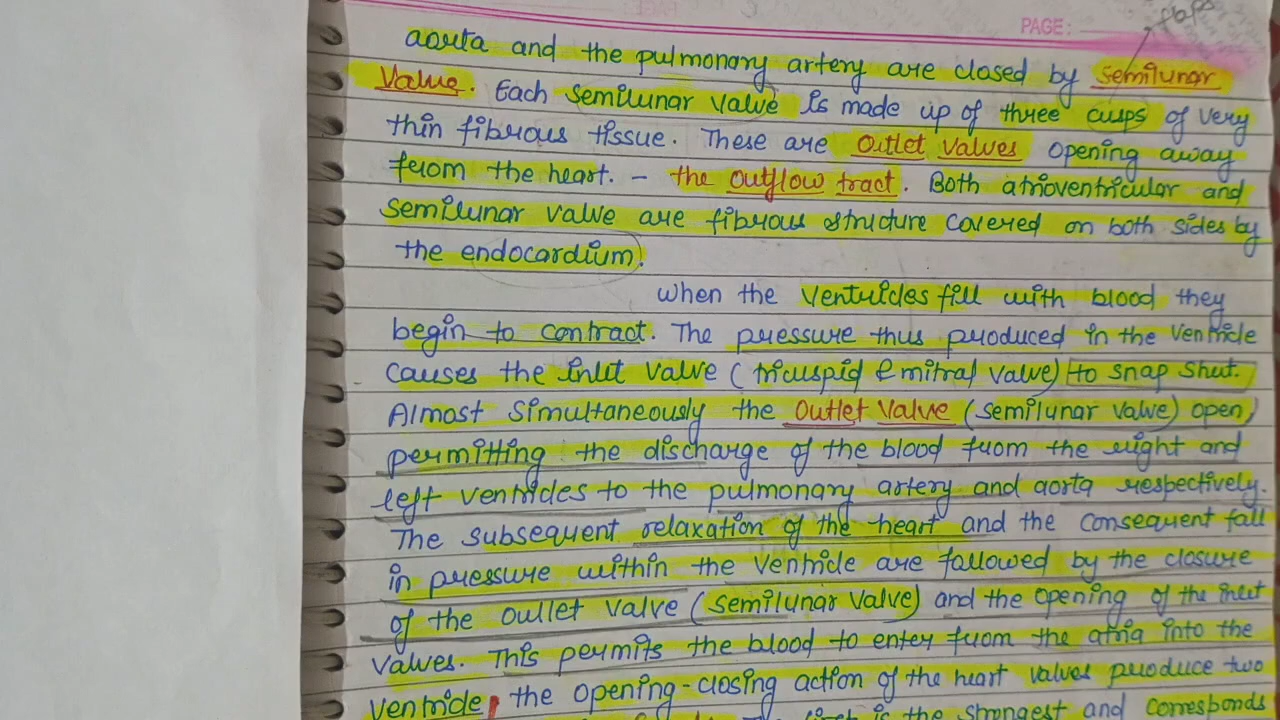 PAGE:
flaps
aorta and the pulmonary artery are closed by semilunar
Valve. Each semilunar valve is made up of three cusps of very
thin fibrous tissue. These are Outlet Valves opening away
from the heart. - the outflow tract. Both atrioventricular and
semilunar valve are fibrous structure covered on both sides by
the endocardium.
When the ventricles fill with blood they
begin to contract. The pressure thus produced in the ventricle
causes the inlet valve (tricuspid & mitral valve) to snap shut.
Almost simultaneously the Outlet Valve (semilunar valve) open,
permitting the discharge of the blood from the right and
left ventricles to the pulmonary artery and aorta respectively.
The subsequent relaxation of the heart and the consequent fall
in pressure within the ventricle are followed by the closure
of the outlet valve (semilunar valve) and the opening of the inlet
valves. This permits the blood to enter from the atria into the
ventricle, the opening-closing action of the heart valves produce two
first is the strongest and corresponds